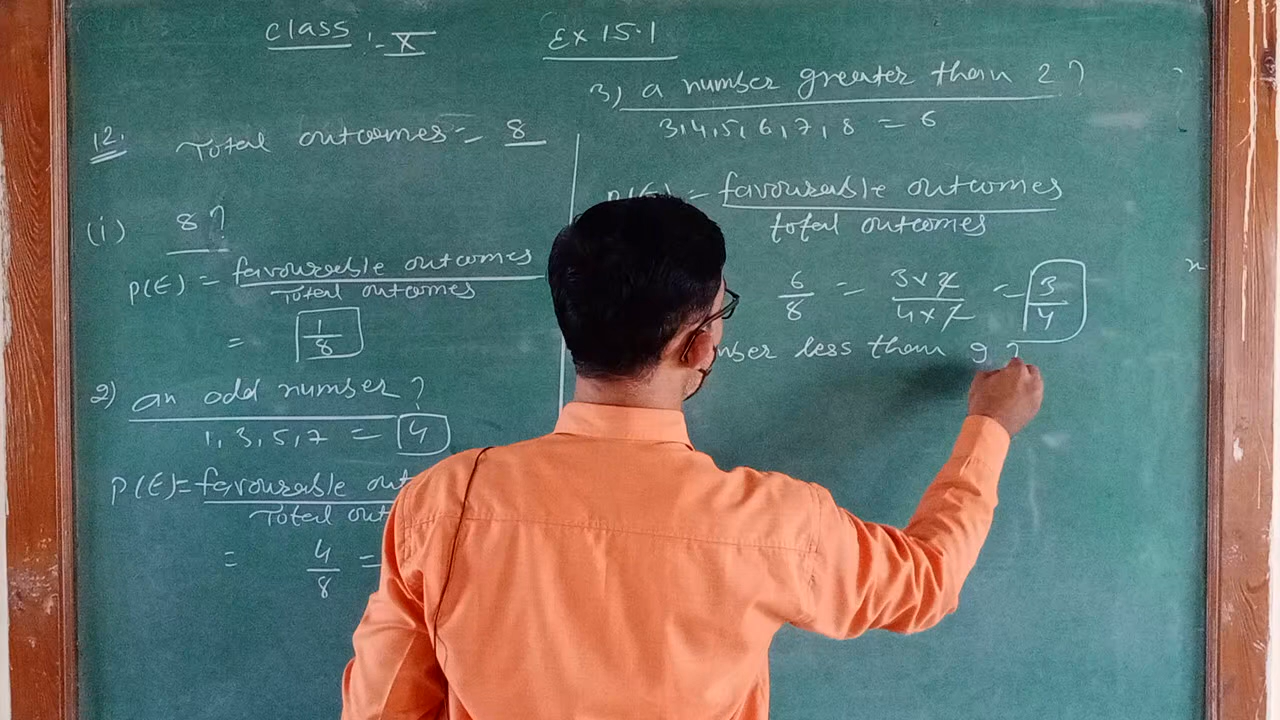 class :- X
Ex 15.1
12. Total outcomes = 8
(i) 8?
P(E) = favourable outcomes / Total outcomes
= 1/8
2) an odd number?
1, 3, 5, 7 = 4
P(E) = favourable / Total
= 4/8 =
3) a number greater than 2?
3, 4, 5, 6, 7, 8 = 6
P(E) = favourable outcomes / total outcomes
6/8 = 3×2/4×2 = 3/4
less than 9?